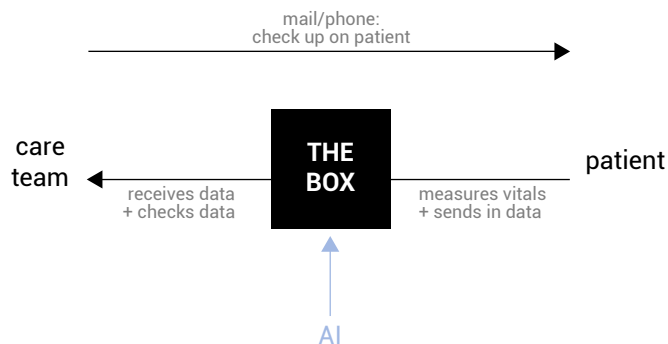 mail/phone:
check up on patient
care
team
THE
BOX
patient
receives data
+ checks data
measures vitals
+ sends in data
AI